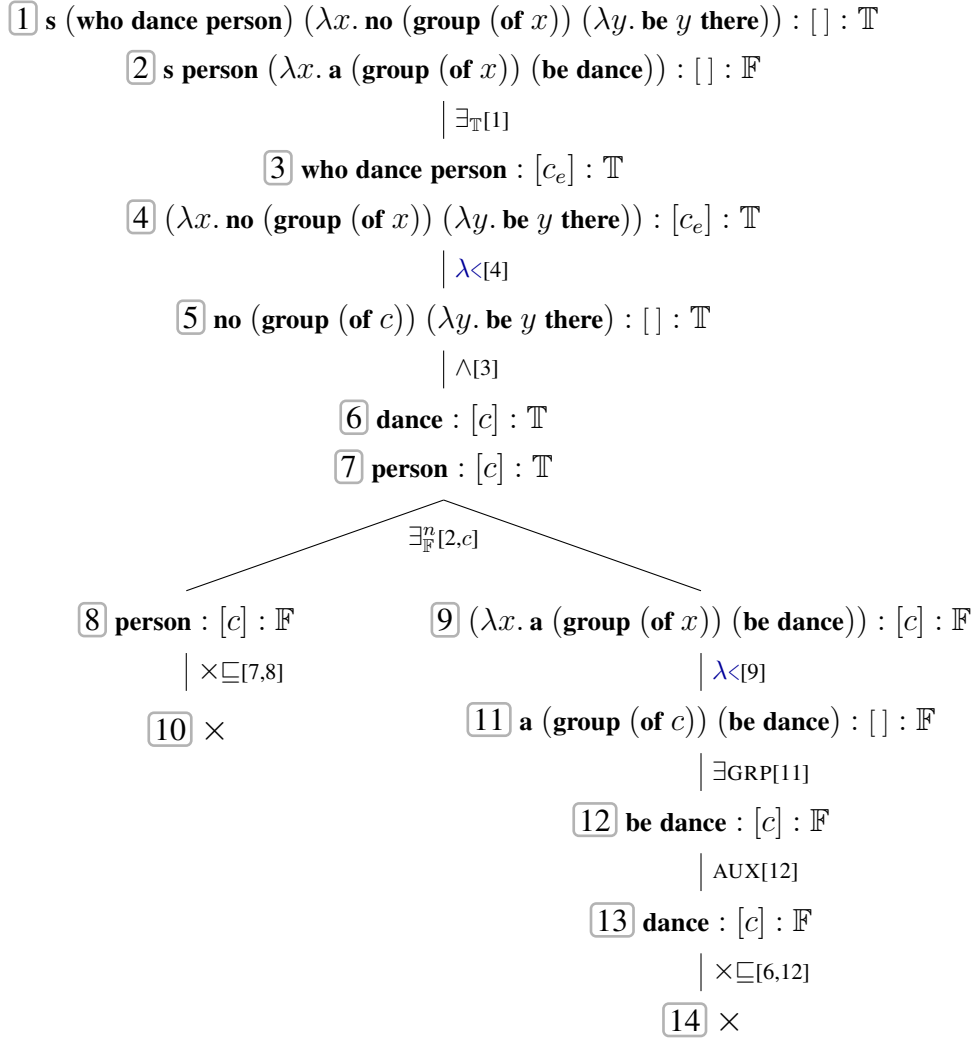 1 s (who dance person) (λx. no (group (of x)) (λy. be y there)) : [ ] : 𝕋
2 s person (λx. a (group (of x)) (be dance)) : [ ] : 𝔽
∃𝕋[1]
3 who dance person : [cₑ] : 𝕋
4 (λx. no (group (of x)) (λy. be y there)) : [cₑ] : 𝕋
λ<[4]
5 no (group (of c)) (λy. be y there) : [ ] : 𝕋
∧[3]
6 dance : [c] : 𝕋
7 person : [c] : 𝕋
∃ⁿ𝔽[2,c]
8 person : [c] : 𝔽 9 (λx. a (group (of x)) (be dance)) : [c] : 𝔽
×⊑[7,8] λ<[9]
10 × 11 a (group (of c)) (be dance) : [ ] : 𝔽
∃GRP[11]
12 be dance : [c] : 𝔽
AUX[12]
13 dance : [c] : 𝔽
×⊑[6,12]
14 ×